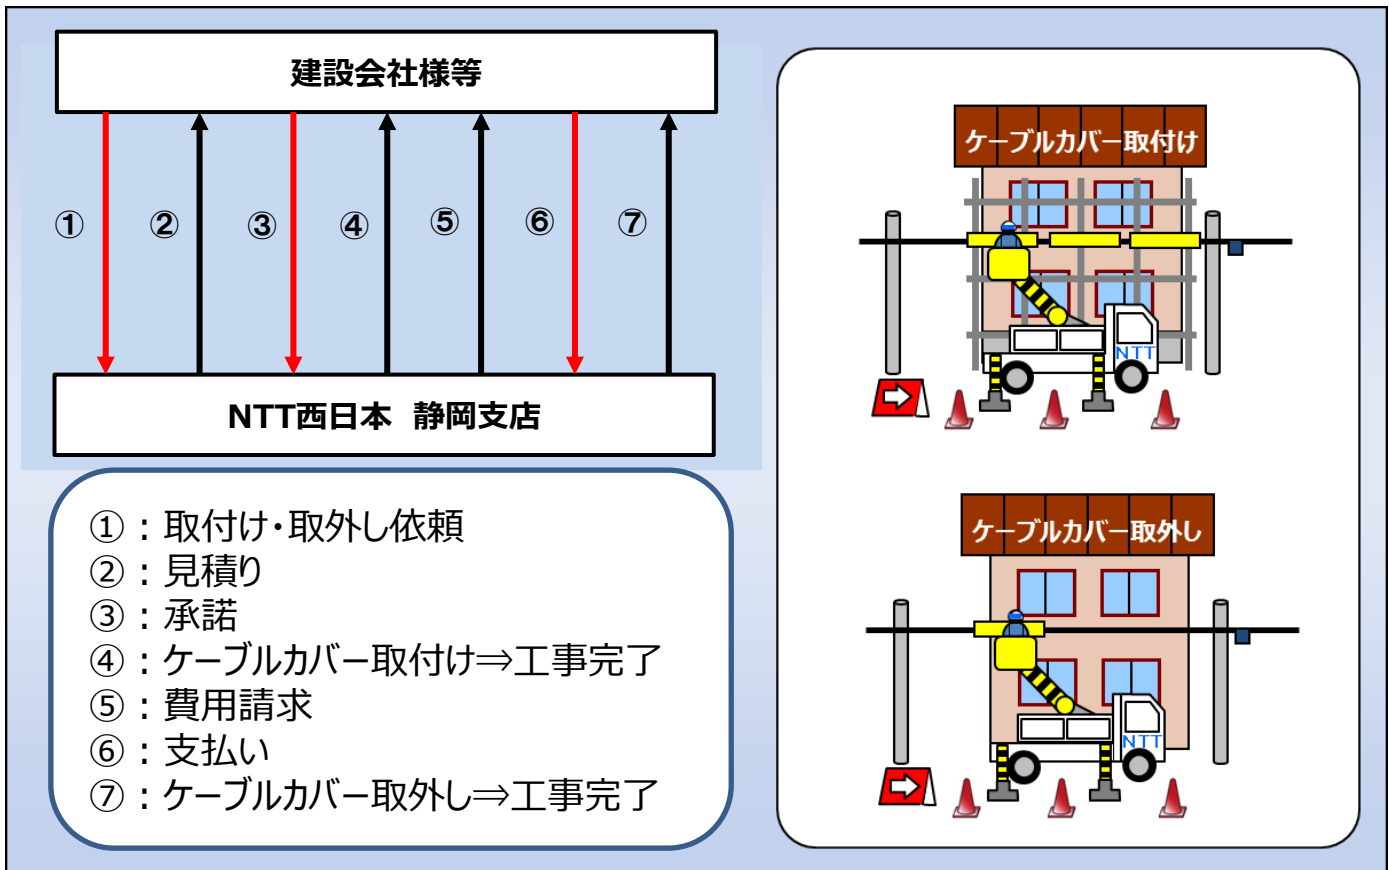 建設会社様等
① ② ③ ④ ⑤ ⑥ ⑦
NTT西日本 静岡支店
①：取付け・取外し依頼
②：見積り
③：承諾
④：ケーブルカバー取付け⇒工事完了
⑤：費用請求
⑥：支払い
⑦：ケーブルカバー取外し⇒工事完了
ケーブルカバー取付け
NTT
ケーブルカバー取外し
NTT